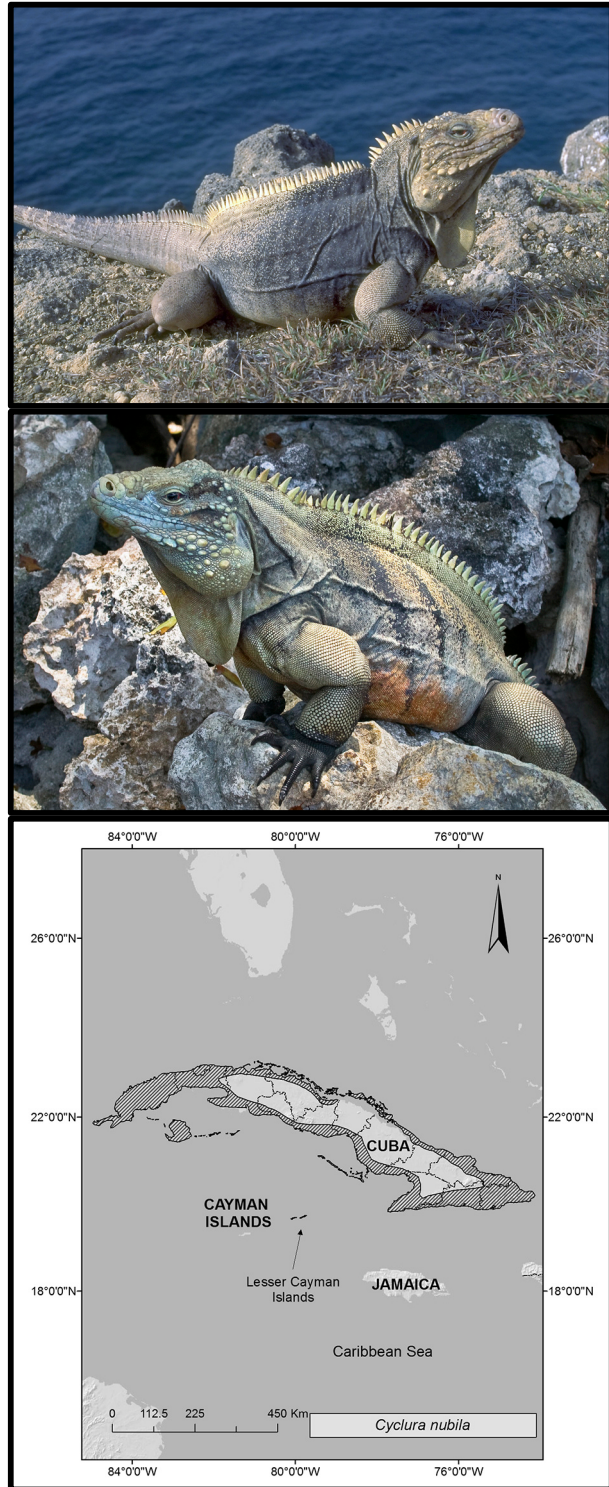 84°0'0"W 80°0'0"W 76°0'0"W
N
26°0'0"N 26°0'0"N
22°0'0"N 22°0'0"N
CUBA
CAYMAN
ISLANDS
Lesser Cayman
Islands
18°0'0"N JAMAICA 18°0'0"N
Caribbean Sea
0 112.5 225 450 Km
Cyclura nubila
84°0'0"W 80°0'0"W 76°0'0"W